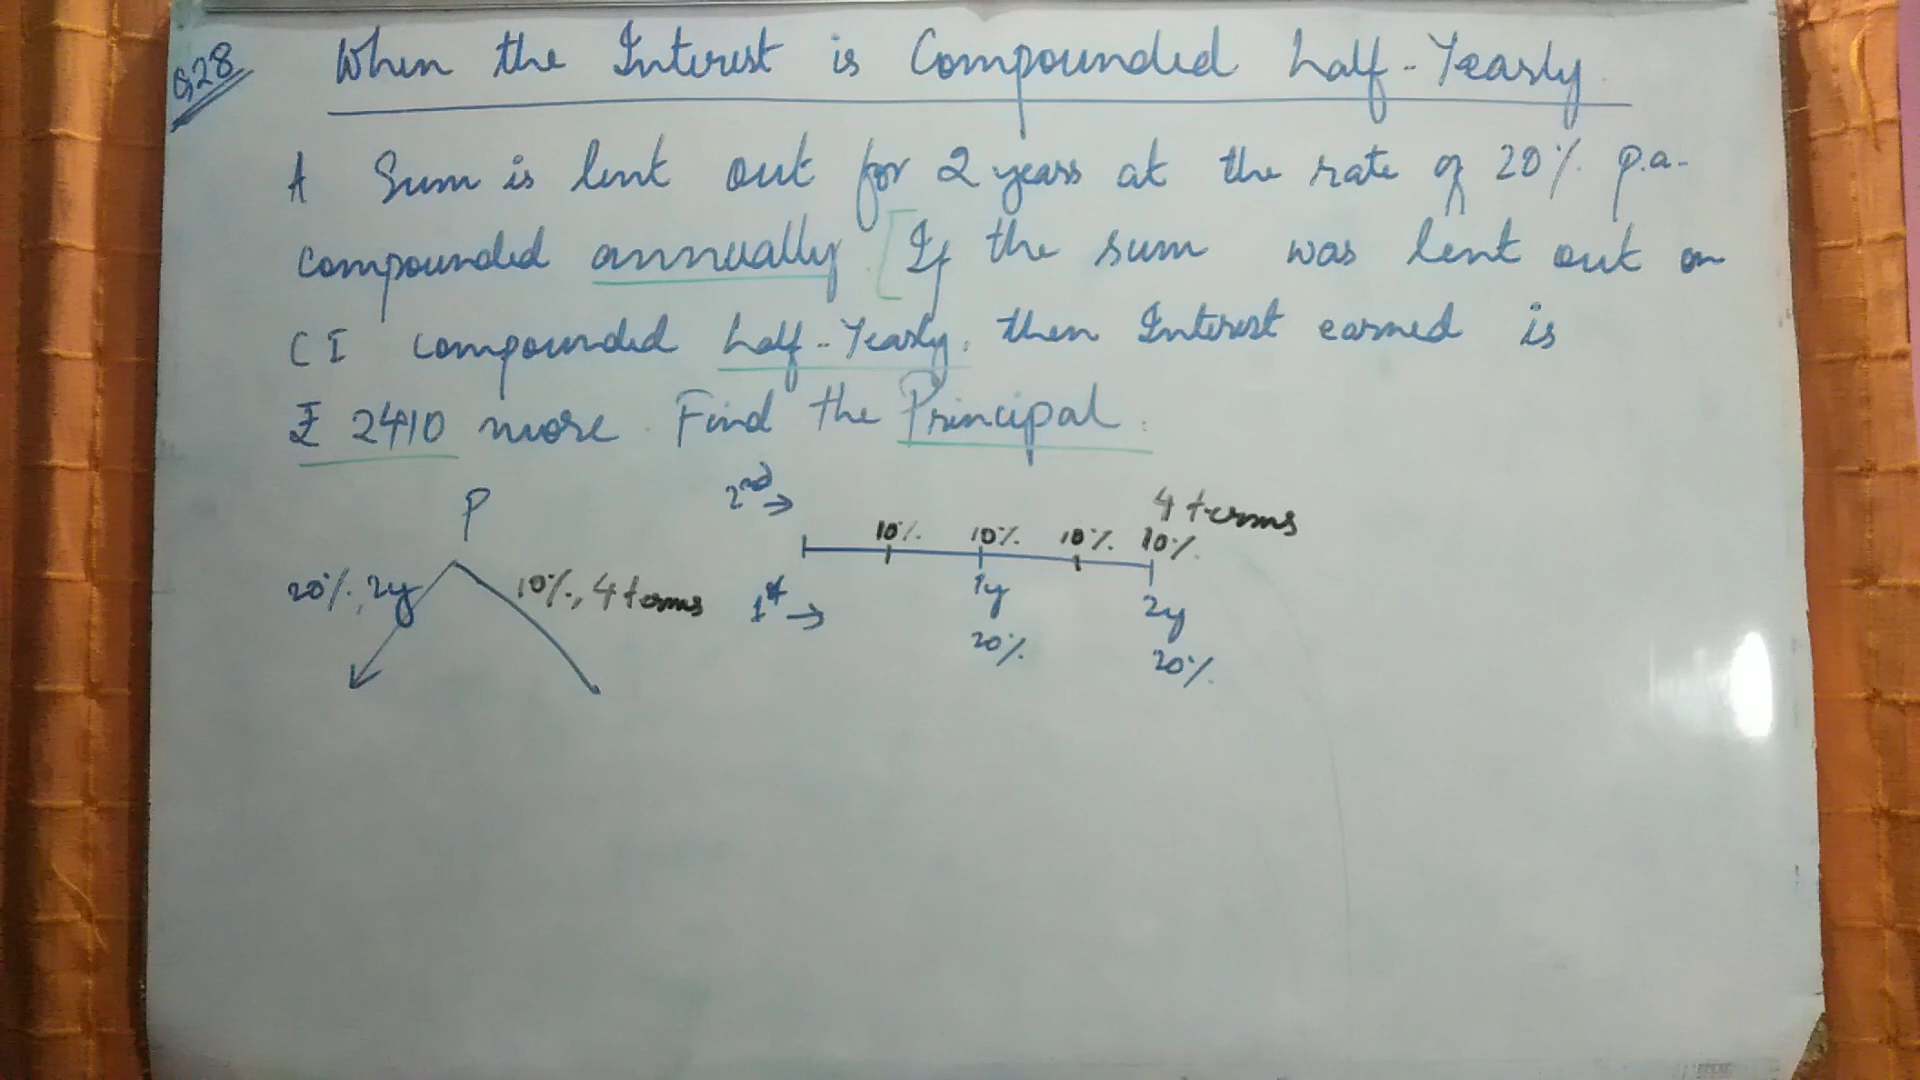 Q28 When the Interest is Compounded half-Yearly
A Sum is lent out for 2 years at the rate of 20% p.a.
compounded annually. [If the sum was lent out on
CI compounded half-Yearly, then Interest earned is
₹ 2410 more. Find the Principal.
P
20%, 2y
10%, 4 terms
2nd →
4 terms
10% 10% 10% 10%
1st →
1y 2y
20% 20%